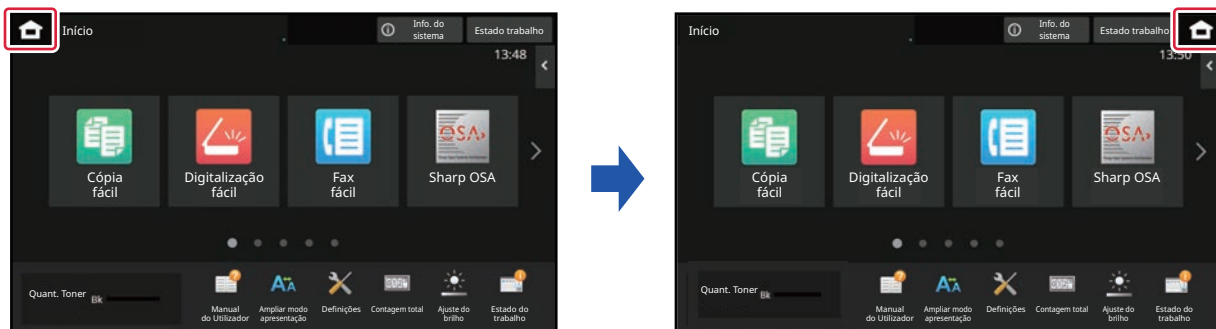 Início
Info. do
sistema
Estado trabalho
13:48
OSA
Cópia
fácil
Digitalização
fácil
Fax
fácil
Sharp OSA
Quant. Toner
Bk
Manual
do Utilizador
Ampliar modo
apresentação
Definições
Contagem total
Ajuste do
brilho
Estado do
trabalho
Início
Info. do
sistema
Estado trabalho
13:50
OSA
Cópia
fácil
Digitalização
fácil
Fax
fácil
Sharp OSA
Quant. Toner
Bk
Manual
do Utilizador
Ampliar modo
apresentação
Definições
Contagem total
Ajuste do
brilho
Estado do
trabalho